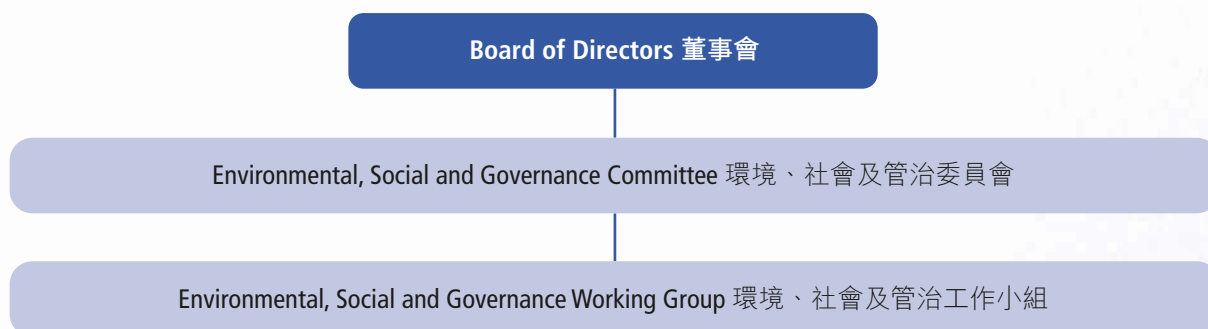 Board of Directors 董事會
Environmental, Social and Governance Committee 環境、社會及管治委員會
Environmental, Social and Governance Working Group 環境、社會及管治工作小組